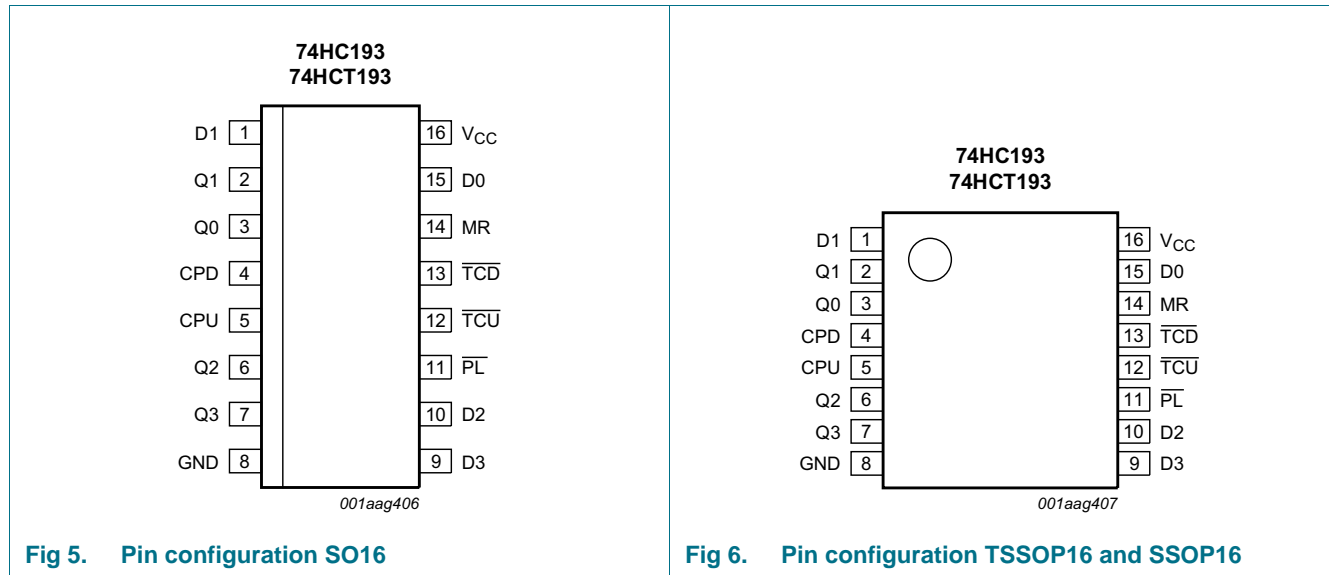 74HC193
74HCT193
D1 1 16 VCC
Q1 2 15 D0
Q0 3 14 MR
CPD 4 13 TCD
CPU 5 12 TCU
Q2 6 11 PL
Q3 7 10 D2
GND 8 9 D3
001aag406
Fig 5. Pin configuration SO16
74HC193
74HCT193
D1 1 16 VCC
Q1 2 15 D0
Q0 3 14 MR
CPD 4 13 TCD
CPU 5 12 TCU
Q2 6 11 PL
Q3 7 10 D2
GND 8 9 D3
001aag407
Fig 6. Pin configuration TSSOP16 and SSOP16